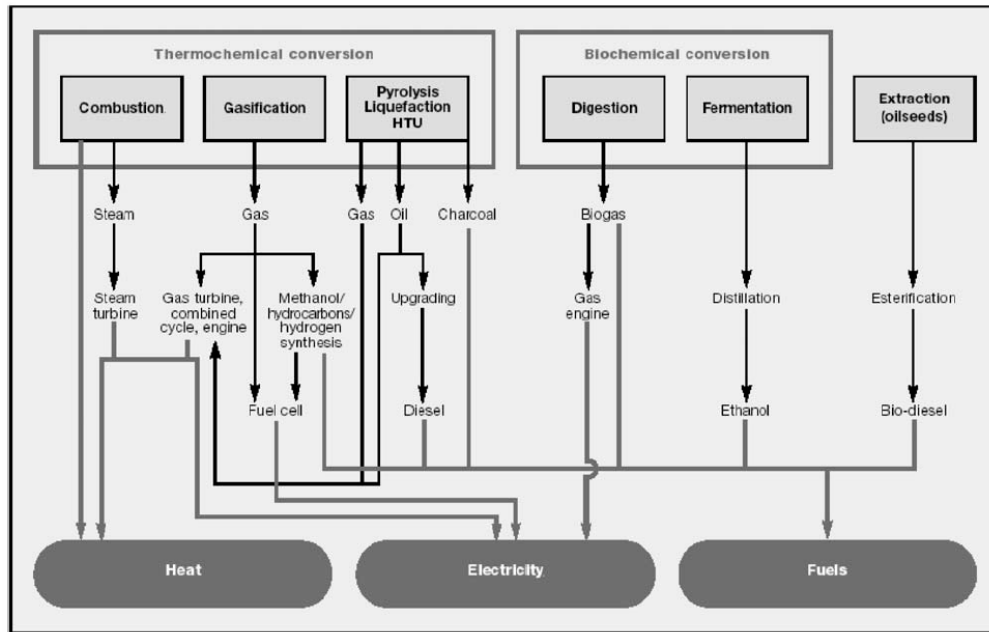 Thermochemical conversion
Biochemical conversion
Combustion
Gasification
Pyrolysis
Liquefaction
HTU
Digestion
Fermentation
Extraction
(oilseeds)
Steam
Gas
Gas
Oil
Charcoal
Biogas
Steam
turbine
Gas turbine,
combined
cycle, engine
Methanol/
hydrocarbons/
hydrogen
synthesis
Upgrading
Gas
engine
Distillation
Esterification
Fuel cell
Diesel
Ethanol
Bio-diesel
Heat
Electricity
Fuels